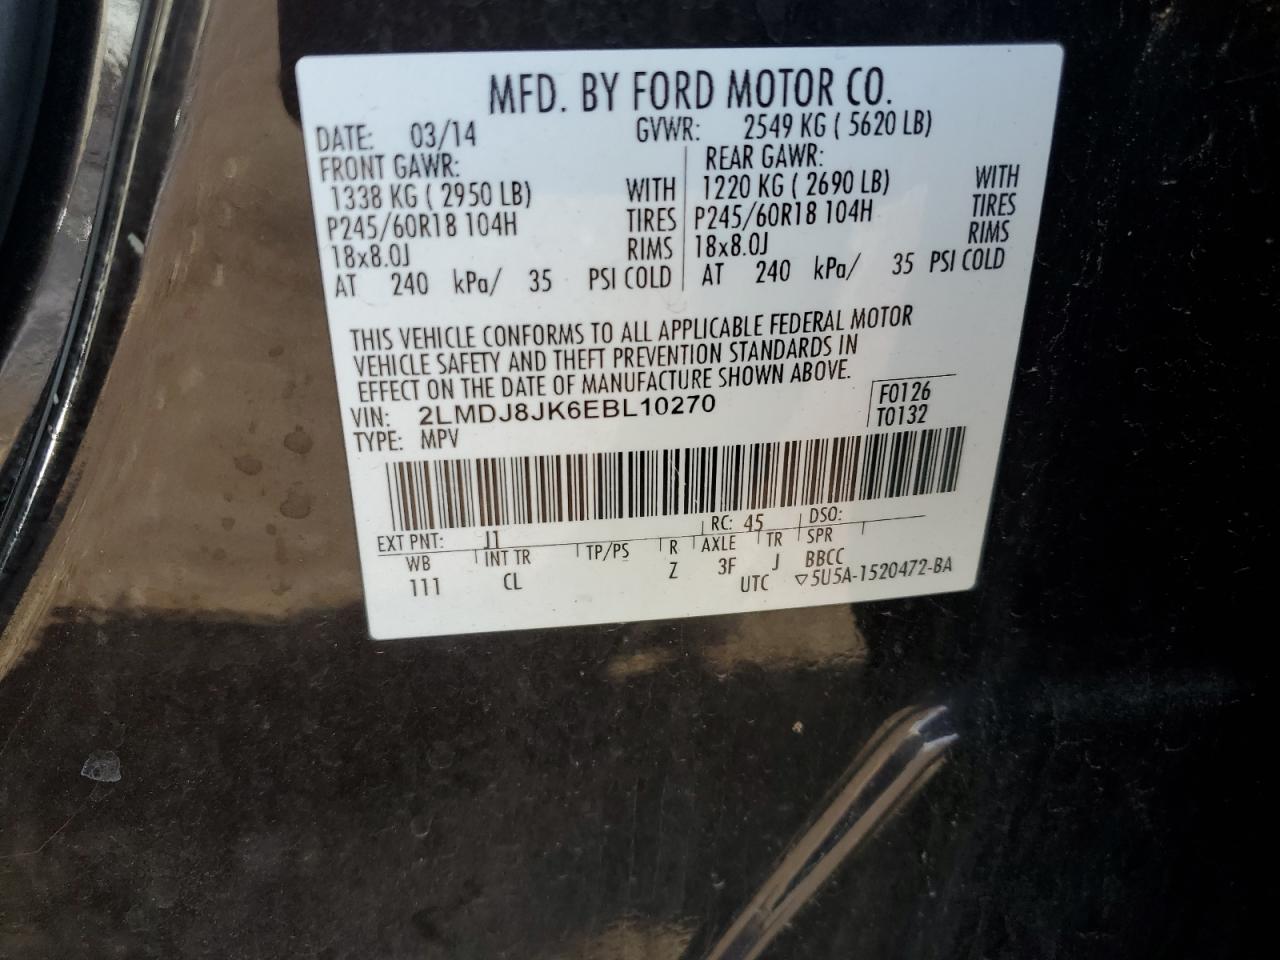 MFD. BY FORD MOTOR CO.
DATE: 03/14 GVWR: 2549 KG ( 5620 LB)
FRONT GAWR: REAR GAWR:
1338 KG ( 2950 LB) WITH 1220 KG ( 2690 LB) WITH
P245/60R18 104H TIRES P245/60R18 104H TIRES
18x8.0J RIMS 18x8.0J RIMS
AT 240 kPa/ 35 PSI COLD AT 240 kPa/ 35 PSI COLD
THIS VEHICLE CONFORMS TO ALL APPLICABLE FEDERAL MOTOR
VEHICLE SAFETY AND THEFT PREVENTION STANDARDS IN
EFFECT ON THE DATE OF MANUFACTURE SHOWN ABOVE.
VIN: 2LMDJ8JK6EBL10270 F0126
TYPE: MPV T0132
EXT PNT: J1 RC: 45 DSO:
WB INT TR TP/PS R AXLE TR SPR
111 CL Z 3F J BBCC
UTC ▽5U5A-1520472-BA